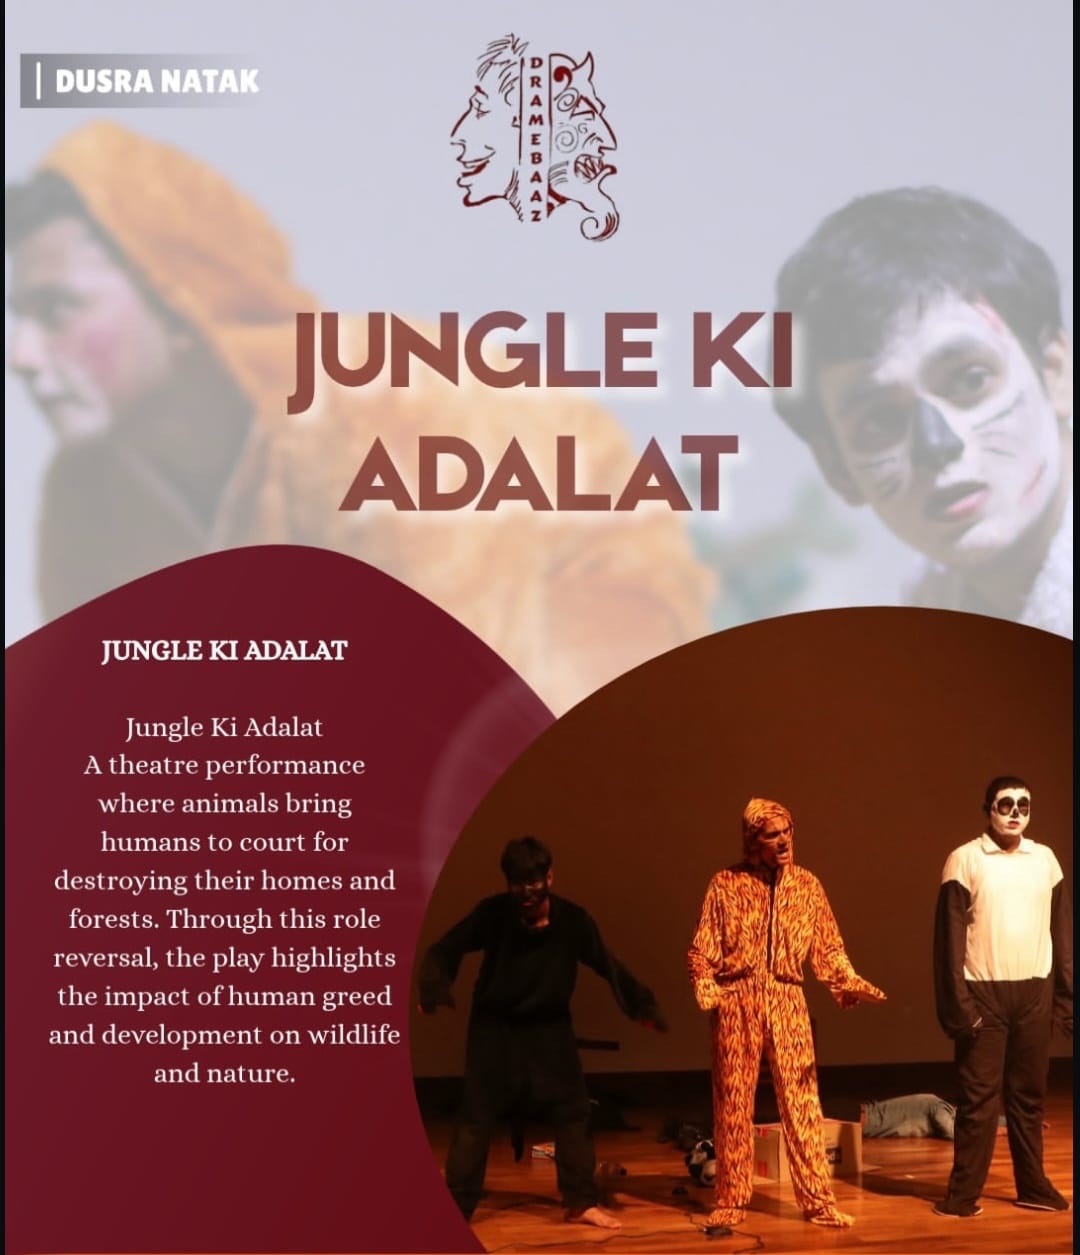 | DUSRA NATAK
DRAMEBAAZ
JUNGLE KI
ADALAT
JUNGLE KI ADALAT
Jungle Ki Adalat
A theatre performance
where animals bring
humans to court for
destroying their homes and
forests. Through this role
reversal, the play highlights
the impact of human greed
and development on wildlife
and nature.